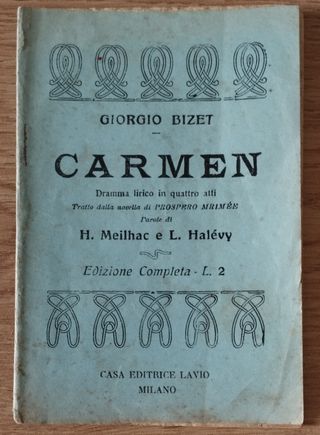 GIORGIO BIZET
CARMEN
Dramma lirico in quattro atti
Tratto dalla novella di PROSPERO MRIMÉE
Parole di
H. Meilhac e L. Halévy
Edizione Completa - L. 2
CASA EDITRICE LAVIO
MILANO